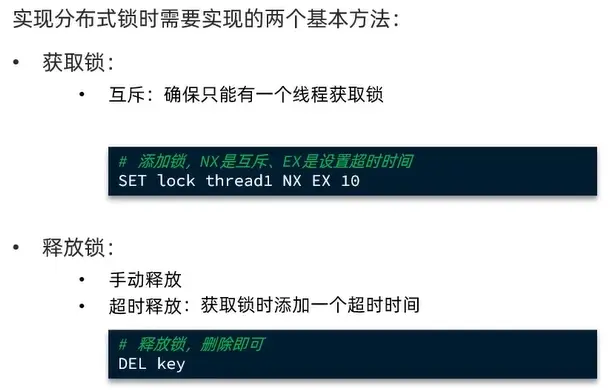 实现分布式锁时需要实现的两个基本方法：
• 获取锁：
• 互斥：确保只能有一个线程获取锁
# 添加锁，NX是互斥、EX是设置超时时间
SET lock thread1 NX EX 10
• 释放锁：
• 手动释放
• 超时释放：获取锁时添加一个超时时间
# 释放锁，删除即可
DEL key